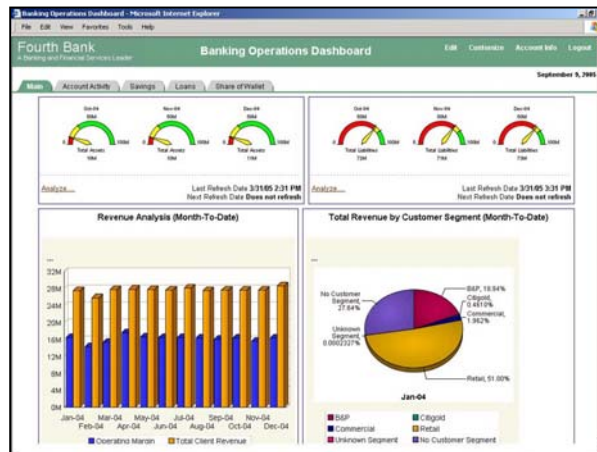 Banking Operations Dashboard - Microsoft Internet Explorer
File Edit View Favorites Tools Help
Fourth Bank
A Banking and Financial Services Leader
Banking Operations Dashboard
Edit Customize Account Info Logout
September 9, 2005
Main Account Activity Savings Loans Share of Wallet
Oct-04 Nov-04 Dec-04
Total Assets Total Assets Total Assets
Oct-04 Nov-04 Dec-04
Total Liabilities Total Liabilities Total Liabilities
72M 71M 73M
Analyze....
Last Refresh Date 3/31/05 2:31 PM
Next Refresh Date Does not refresh
Analyze....
Last Refresh Date 3/31/05 3:31 PM
Next Refresh Date Does not refresh
Revenue Analysis (Month-To-Date)
...
32M
28M
24M
20M
16M
12M
8M
4M
0M
Jan-04 Mar-04 May-04 Jul-04 Sep-04 Nov-04
Feb-04 Apr-04 Jun-04 Aug-04 Oct-04 Dec-04
Operating Margin Total Client Revenue
Total Revenue by Customer Segment (Month-To-Date)
...
No Customer Segment, 27.64%
Unknown Segment, 0.0002327%
B&P, 18.94%
Citigold, 0.4610%
Commercial, 1.962%
Retail, 51.00%
Jan-04
B&P Citigold
Commercial Retail
Unknown Segment No Customer Segment